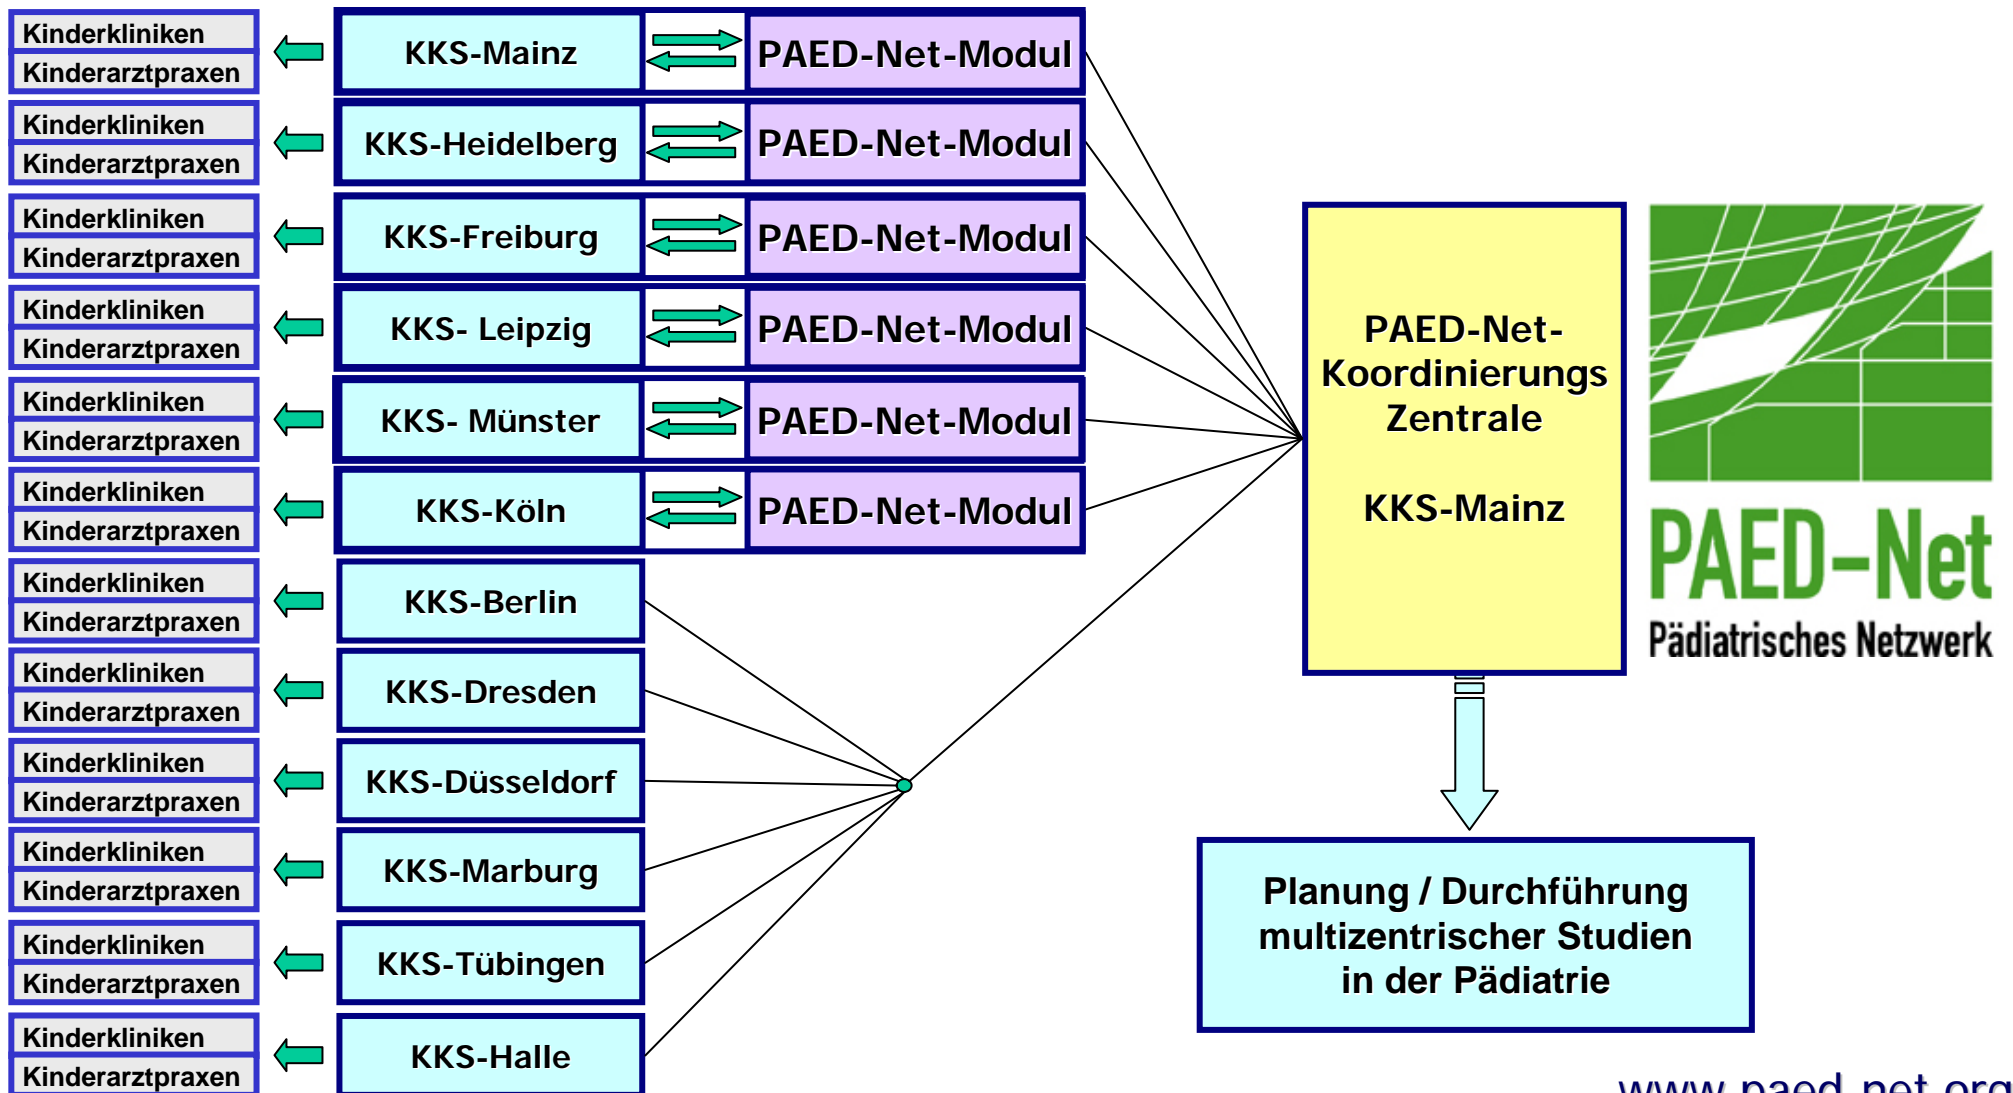 Kinderkliniken
Kinderarztpraxen
KKS-Mainz
PAED-Net-Modul
Kinderkliniken
Kinderarztpraxen
KKS-Heidelberg
PAED-Net-Modul
Kinderkliniken
Kinderarztpraxen
KKS-Freiburg
PAED-Net-Modul
Kinderkliniken
Kinderarztpraxen
KKS- Leipzig
PAED-Net-Modul
Kinderkliniken
Kinderarztpraxen
KKS- Münster
PAED-Net-Modul
Kinderkliniken
Kinderarztpraxen
KKS-Köln
PAED-Net-Modul
Kinderkliniken
Kinderarztpraxen
KKS-Berlin
Kinderkliniken
Kinderarztpraxen
KKS-Dresden
Kinderkliniken
Kinderarztpraxen
KKS-Düsseldorf
Kinderkliniken
Kinderarztpraxen
KKS-Marburg
Kinderkliniken
Kinderarztpraxen
KKS-Tübingen
Kinderkliniken
Kinderarztpraxen
KKS-Halle
PAED-Net-
Koordinierungs
Zentrale
KKS-Mainz
PAED-Net
Pädiatrisches Netzwerk
Planung / Durchführung
multizentrischer Studien
in der Pädiatrie
www.paed-net.org